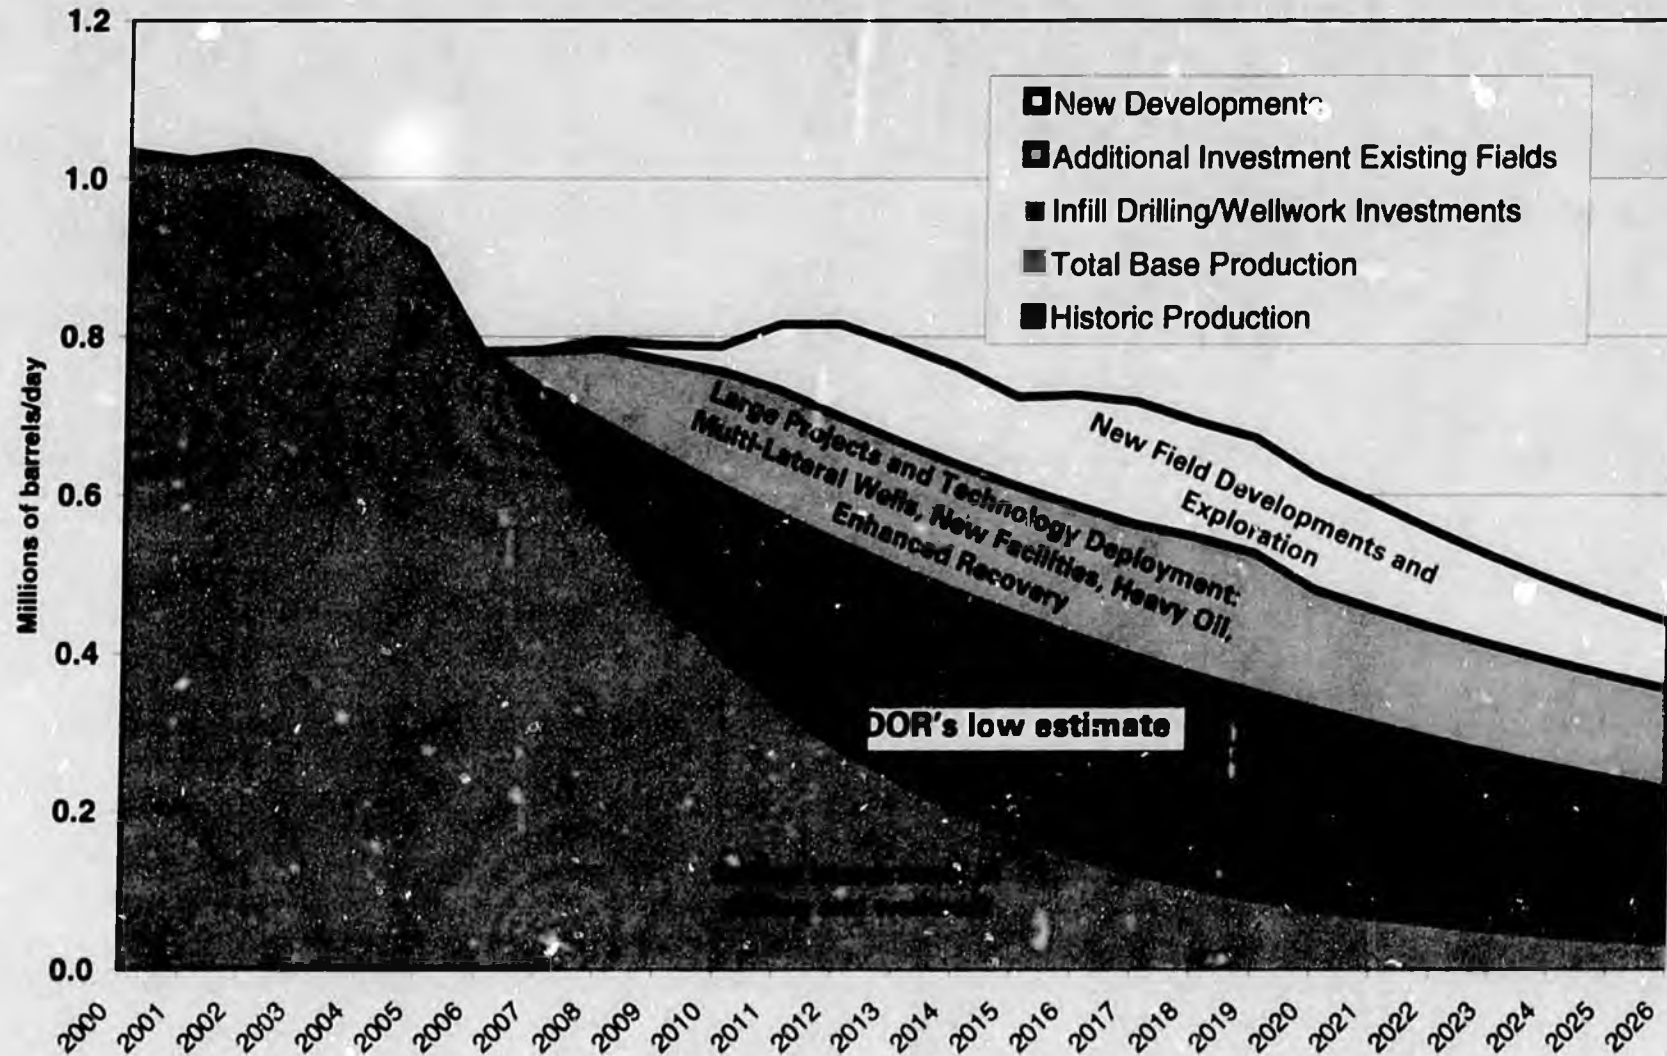 1.2
1.0
0.8
0.6
0.4
0.2
0.0
Millions of barrels/day
New Developments
Additional Investment Existing Fields
Infill Drilling/Wellwork Investments
Total Base Production
Historic Production
Large Projects and Technology Deployment:
Multi-Lateral Wells, New Facilities, Heavy Oil,
Enhanced Recovery
New Field Developments and
Exploration
DOR's low estimate
2000 2001 2002 2003 2004 2005 2006 2007 2008 2009 2010 2011 2012 2013 2014 2015 2016 2017 2018 2019 2020 2021 2022 2023 2024 2025 2026